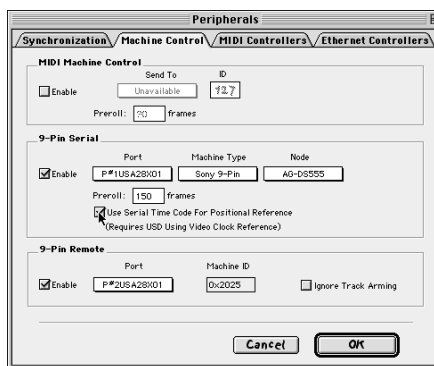 Peripherals
Synchronization Machine Control MIDI Controllers Ethernet Controllers
MIDI Machine Control
Send To ID
Enable Unavailable 127
Preroll: 20 frames
9-Pin Serial
Port Machine Type Node
Enable P#1USA28X01 Sony 9-Pin AG-DS555
Preroll: 150 frames
Use Serial Time Code For Positional Reference
(Requires USD Using Video Clock Reference)
9-Pin Remote
Port Machine ID
Enable P#2USA28X01 0x2025 Ignore Track Arming
Cancel OK